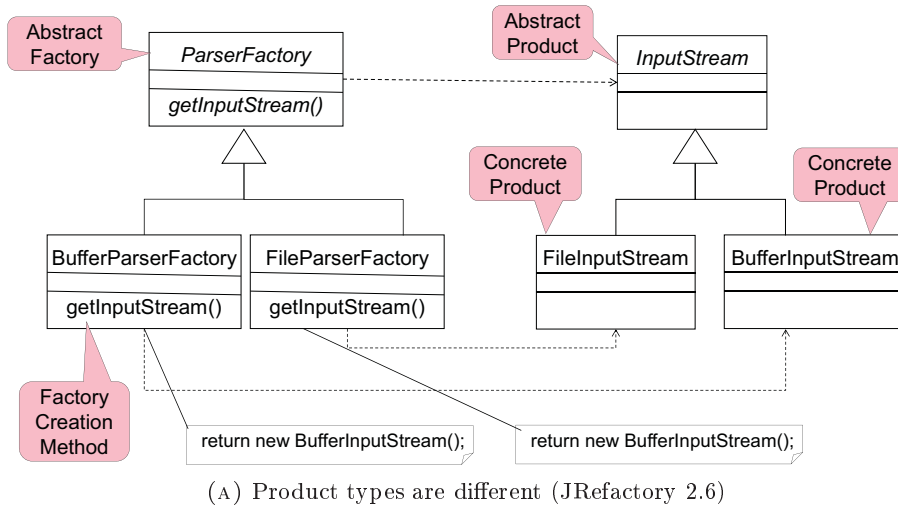 Abstract
Factory
ParserFactory
getInputStream()
Abstract
Product
InputStream
Concrete
Product
Concrete
Product
BufferParserFactory
getInputStream()
FileParserFactory
getInputStream()
FileInputStream
BufferInputStream
Factory
Creation
Method
return new BufferInputStream();
return new BufferInputStream();
(A) Product types are different (JRefactory 2.6)